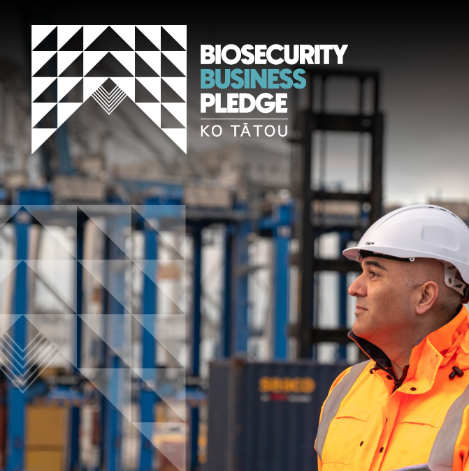 BIOSECURITY
BUSINESS
PLEDGE
KO TĀTOU